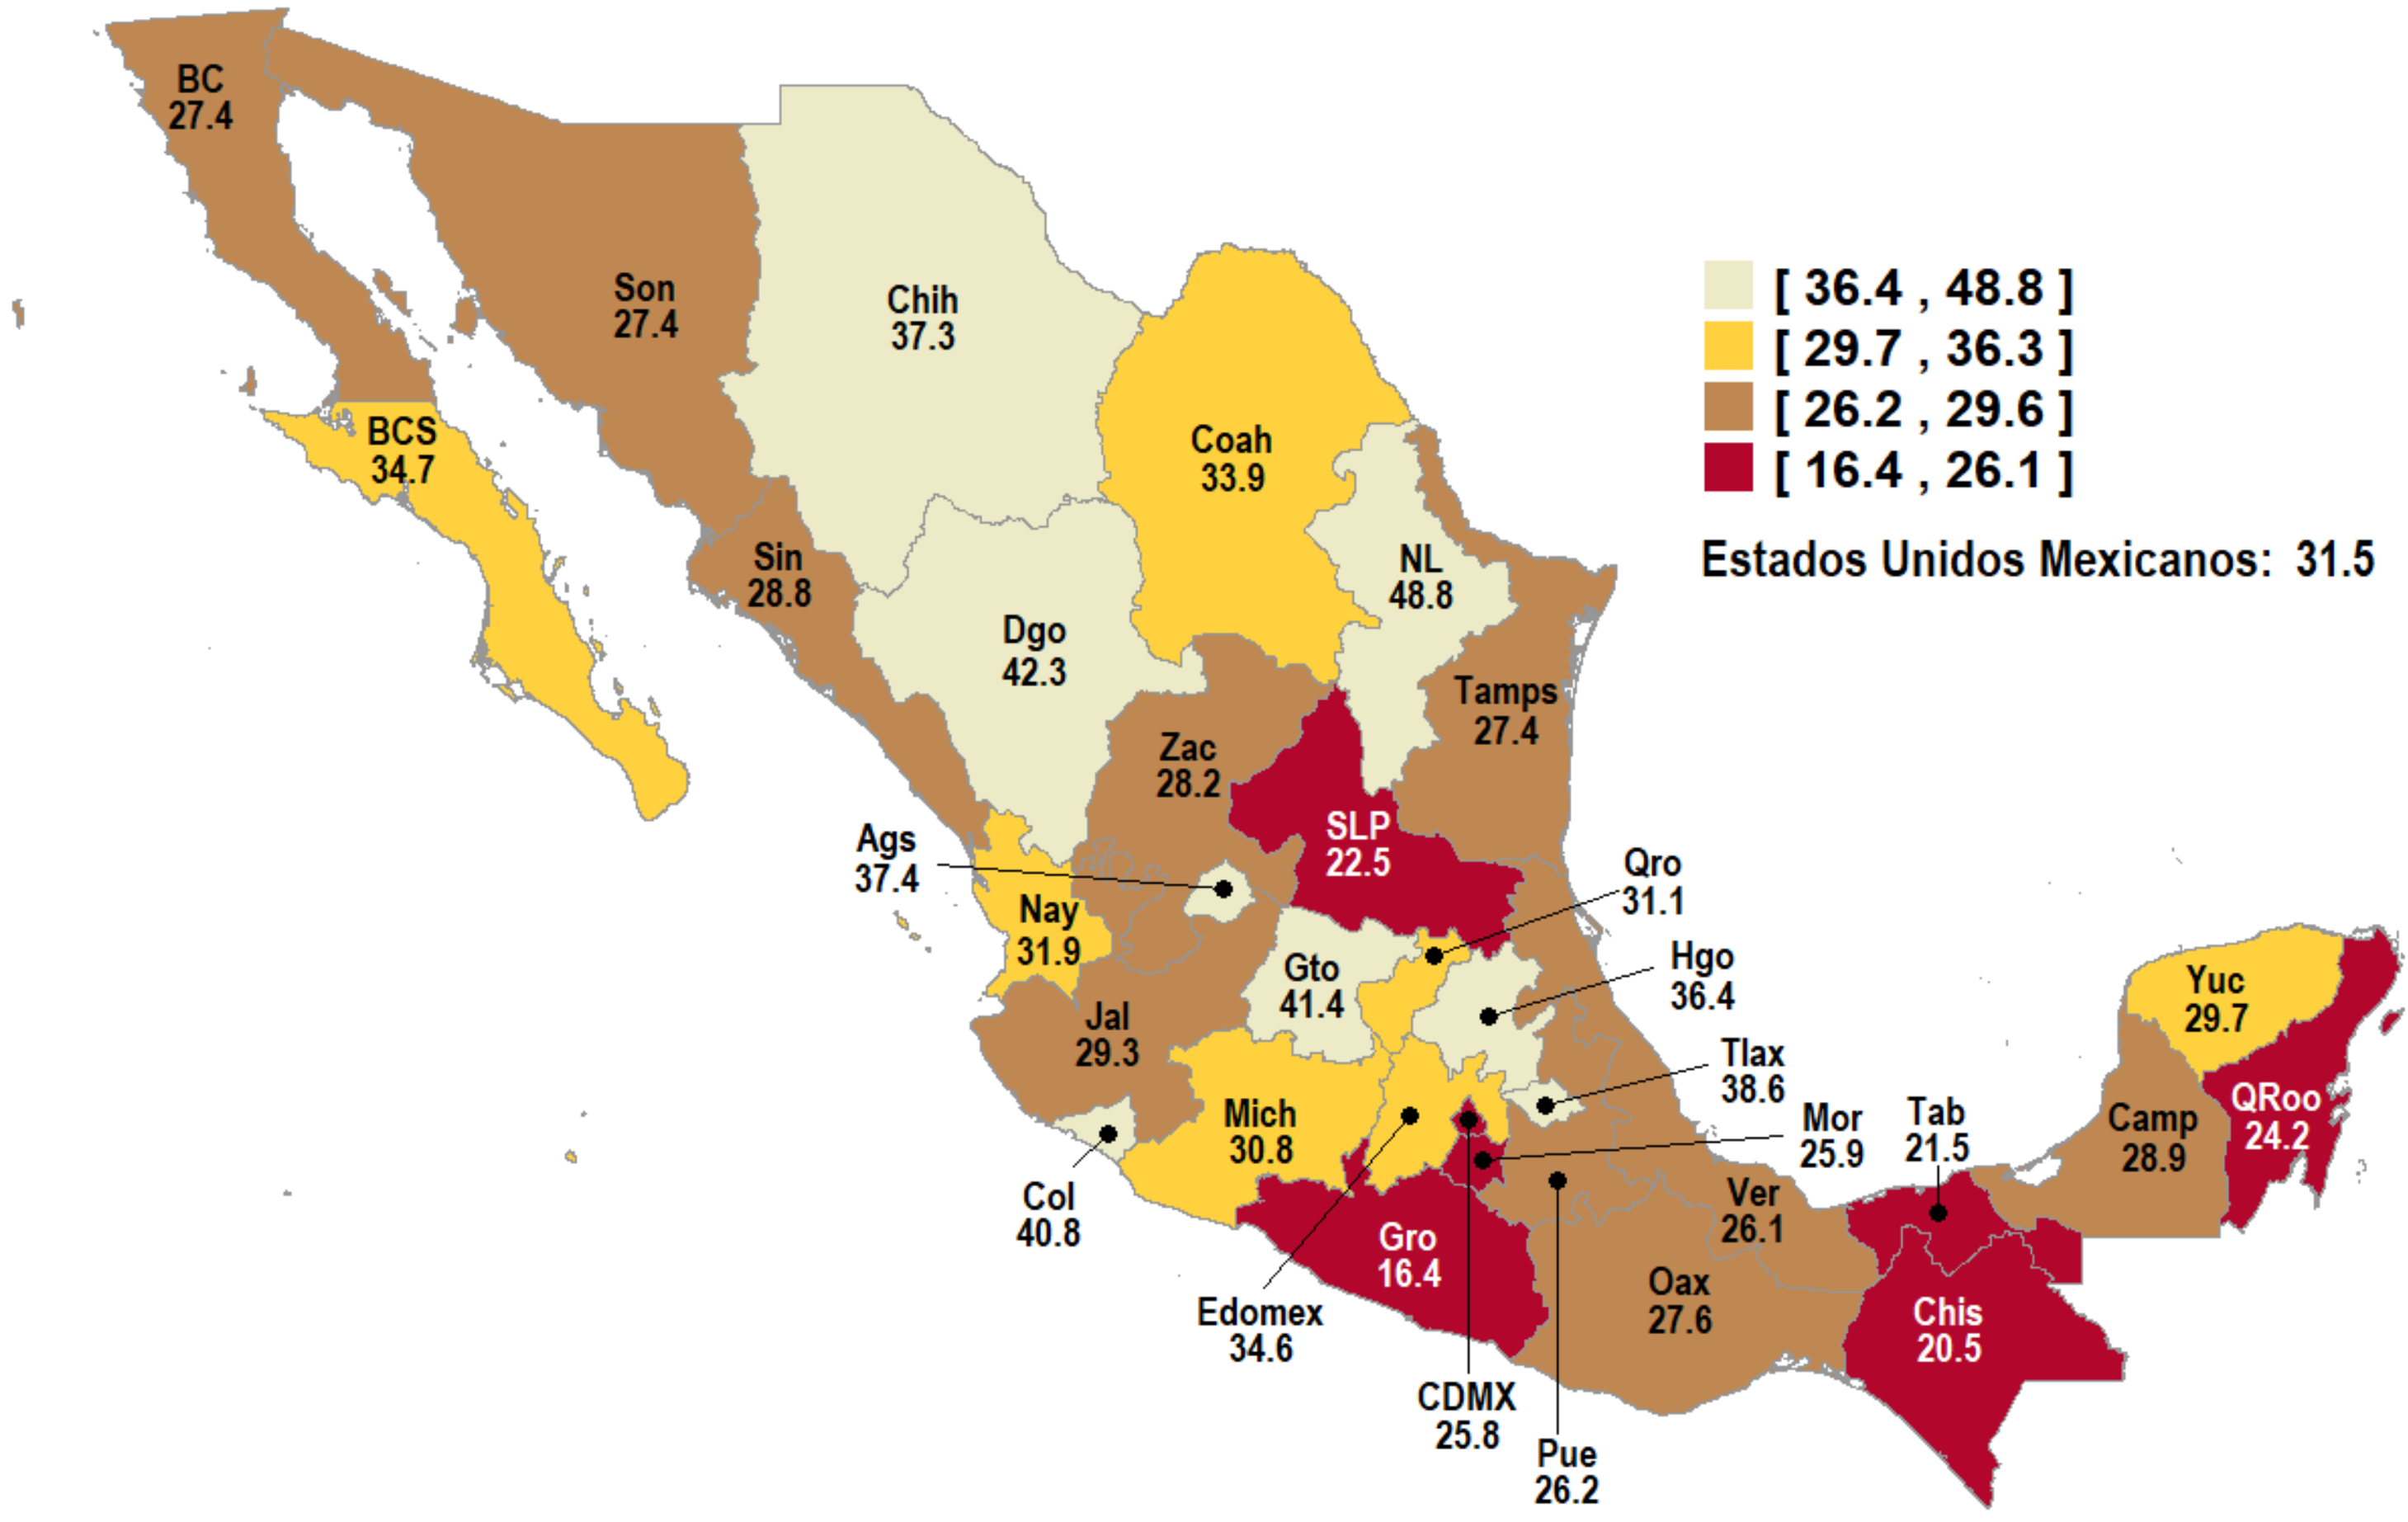 BC
27.4
Son
27.4
Chih
37.3
BCS
34.7
Coah
33.9
[ 36.4 , 48.8 ]
[ 29.7 , 36.3 ]
[ 26.2 , 29.6 ]
[ 16.4 , 26.1 ]
Estados Unidos Mexicanos: 31.5
Sin
28.8
NL
48.8
Dgo
42.3
Tamps
27.4
Zac
28.2
SLP
22.5
Ags
37.4
Qro
31.1
Nay
31.9
Gto
41.4
Hgo
36.4
Yuc
29.7
Jal
29.3
Tlax
38.6
Mich
30.8
Mor
25.9
Tab
21.5
Camp
28.9
QRoo
24.2
Col
40.8
Ver
26.1
Gro
16.4
Oax
27.6
Edomex
34.6
Chis
20.5
CDMX
25.8
Pue
26.2